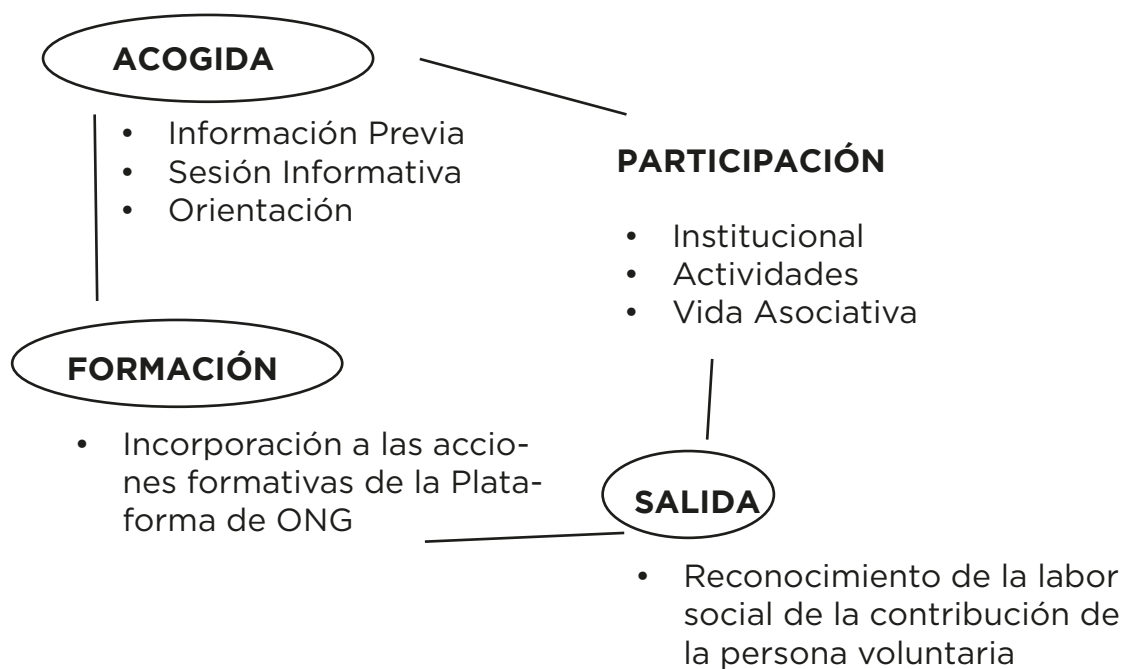 ACOGIDA
• Información Previa
• Sesión Informativa
• Orientación
PARTICIPACIÓN
• Institucional
• Actividades
• Vida Asociativa
FORMACIÓN
• Incorporación a las accio-
nes formativas de la Plata-
forma de ONG
SALIDA
• Reconocimiento de la labor
social de la contribución de
la persona voluntaria